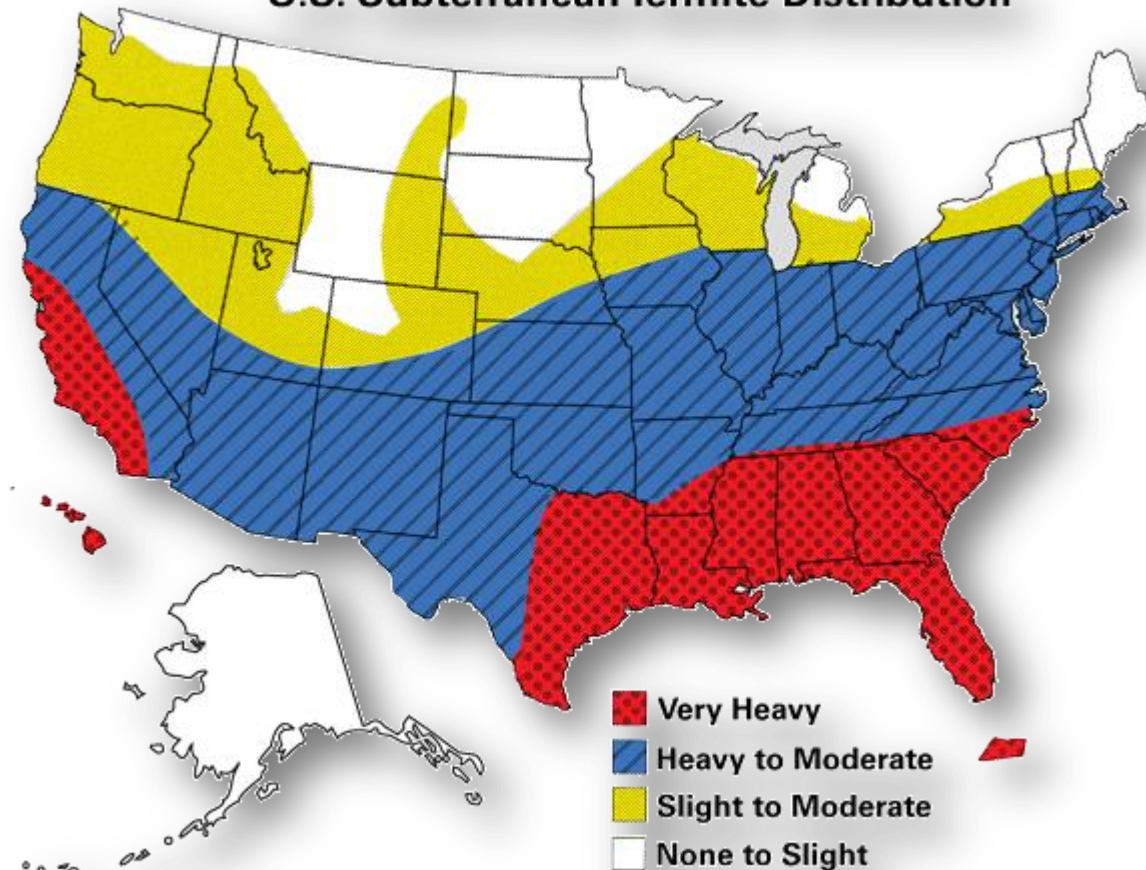 U.S. Subterranean Termite Distribution
Very Heavy
Heavy to Moderate
Slight to Moderate
None to Slight